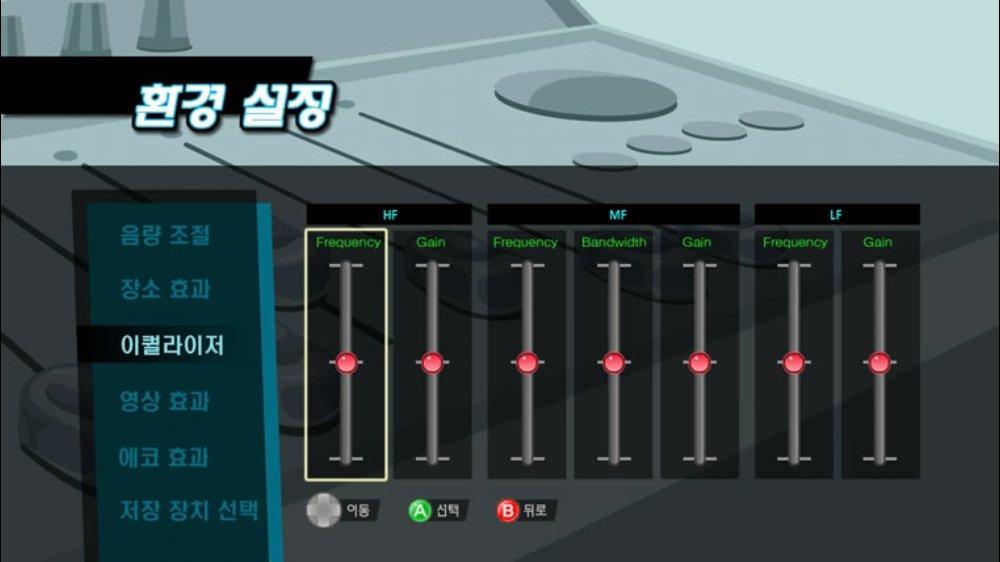 환경 설정
음량 조절
장소 효과
이퀄라이저
영상 효과
에코 효과
저장 장치 선택
HF MF LF
Frequency Gain Frequency Bandwidth Gain Frequency Gain
이동 A 선택 B 뒤로